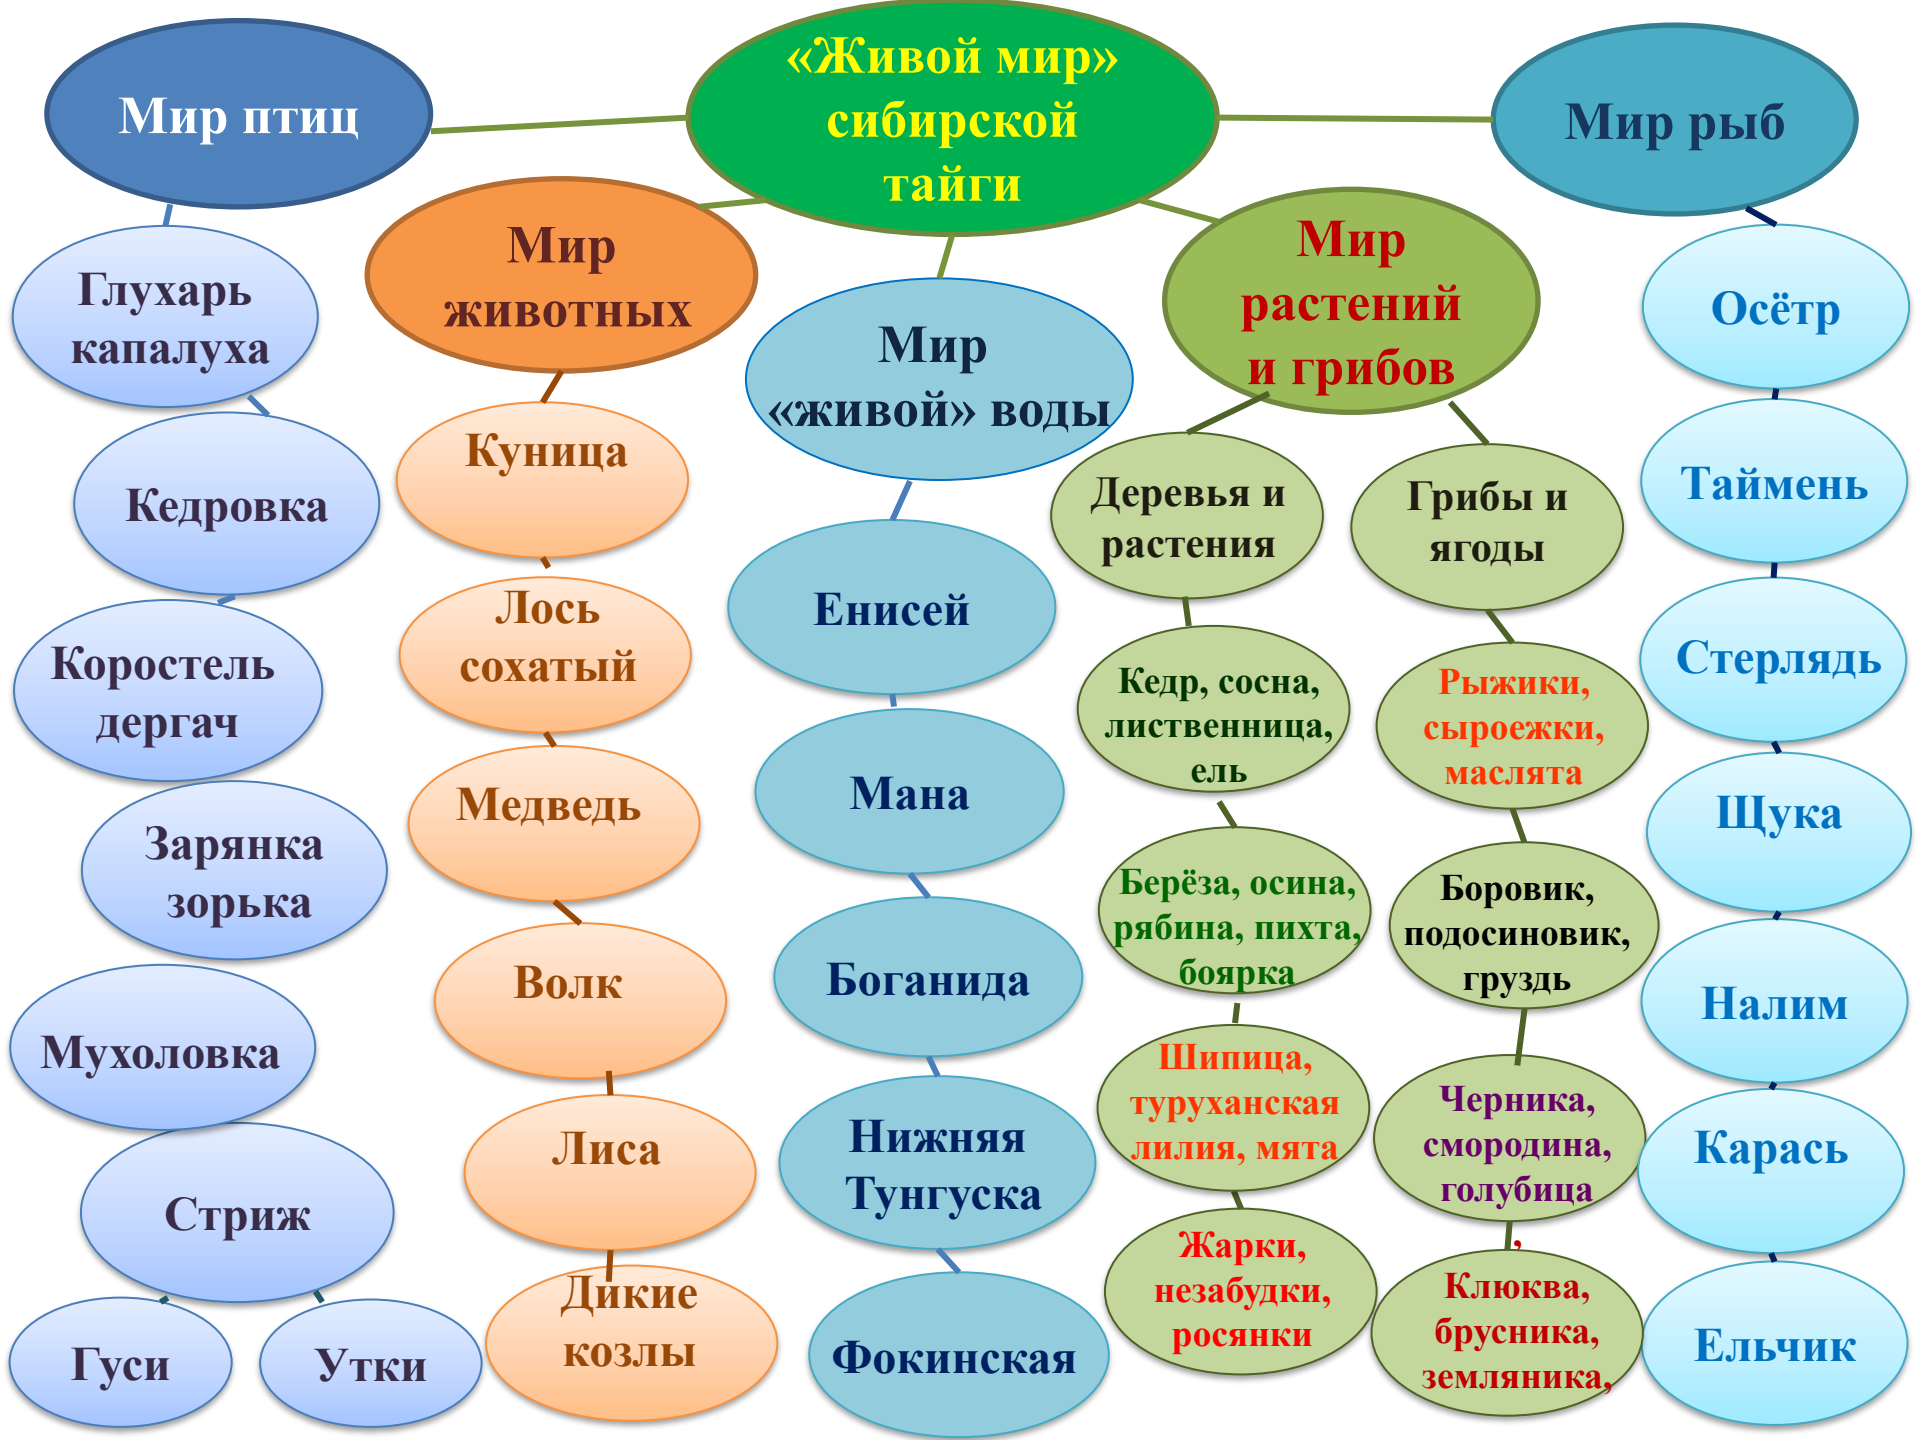 «Живой мир»
сибирской
тайги
Мир птиц
Глухарь
капалуха
Кедровка
Коростель
дергач
Зарянка
зорька
Мухоловка
Стриж
Гуси
Утки
Мир
животных
Куница
Лось
сохатый
Медведь
Волк
Лиса
Дикие
козлы
Мир
«живой» воды
Енисей
Мана
Боганида
Нижняя
Тунгуска
Фокинская
Мир
растений
и грибов
Деревья и
растения
Кедр, сосна,
лиственница,
ель
Берёза, осина,
рябина, пихта,
боярка
Шипица,
туруханская
лилия, мята
Жарки,
незабудки,
росянки
Грибы и
ягоды
Рыжики,
сыроежки,
маслята
Боровик,
подосиновик,
груздь
Черника,
смородина,
голубица
,
Клюква,
брусника,
земляника,
Мир рыб
Осётр
Таймень
Стерлядь
Щука
Налим
Карась
Ельчик